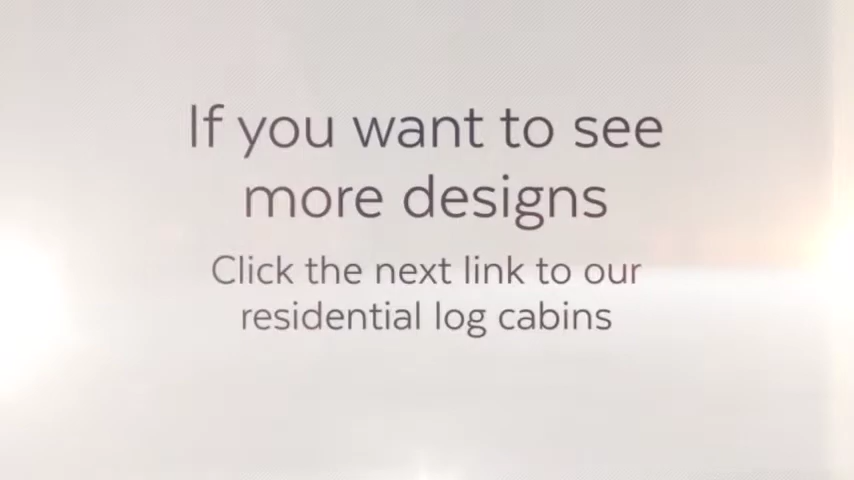 If you want to see
more designs
Click the next link to our
residential log cabins